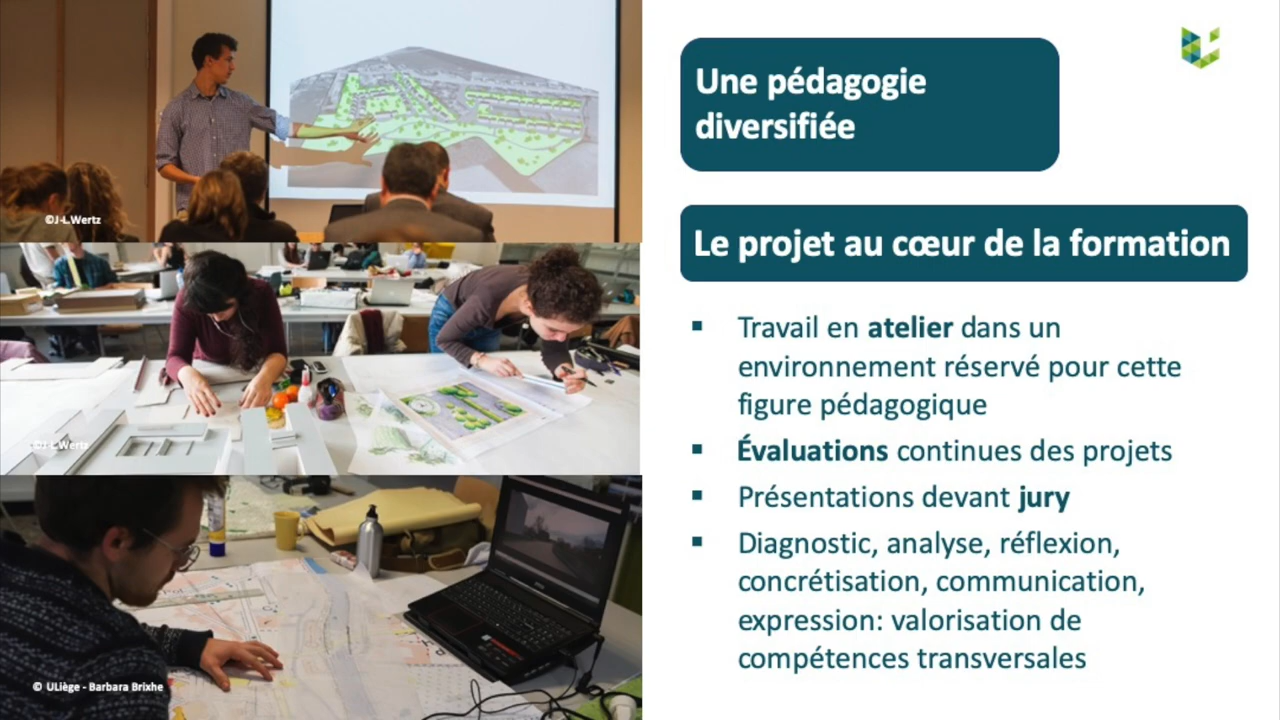 ©J-L.Wertz
©J-L.Wertz
© ULiège - Barbara Brixhe
Une pédagogie
diversifiée
Le projet au cœur de la formation
▪ Travail en atelier dans un
environnement réservé pour cette
figure pédagogique
▪ Évaluations continues des projets
▪ Présentations devant jury
▪ Diagnostic, analyse, réflexion,
concrétisation, communication,
expression: valorisation de
compétences transversales